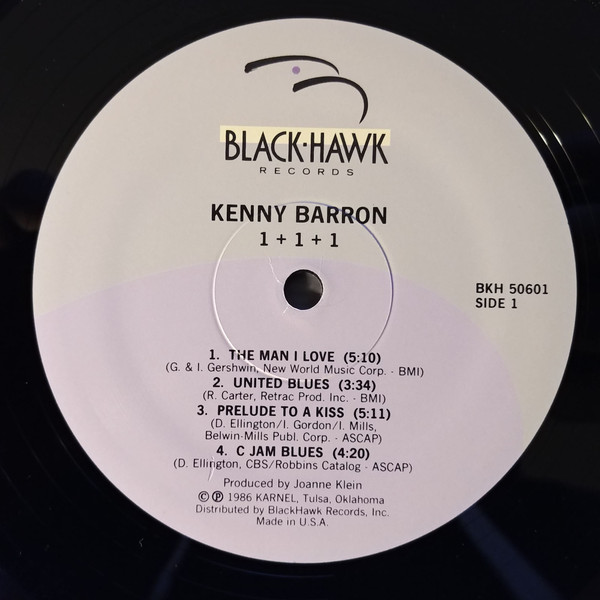 BLACK·HAWK
RECORDS
KENNY BARRON
1 + 1 + 1
BKH 50601
SIDE 1
1. THE MAN I LOVE (5:10)
(G. & I. Gershwin, New World Music Corp. - BMI)
2. UNITED BLUES (3:34)
(R. Carter, Retrac Prod. Inc. - BMI)
3. PRELUDE TO A KISS (5:11)
(D. Ellington/I. Gordon/I. Mills,
Belwin-Mills Publ. Corp. - ASCAP)
4. C JAM BLUES (4:20)
(D. Ellington, CBS/Robbins Catalog - ASCAP)
Produced by Joanne Klein
© ℗ 1986 KARNEL, Tulsa, Oklahoma
Distributed by BlackHawk Records, Inc.
Made in U.S.A.